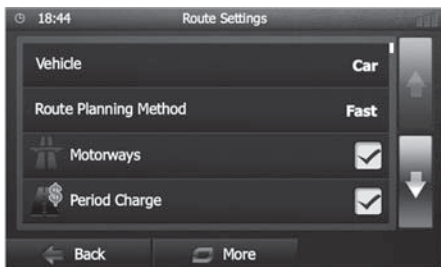 18:44 Route Settings
Vehicle Car
Route Planning Method Fast
Motorways
$ Period Charge
Back More